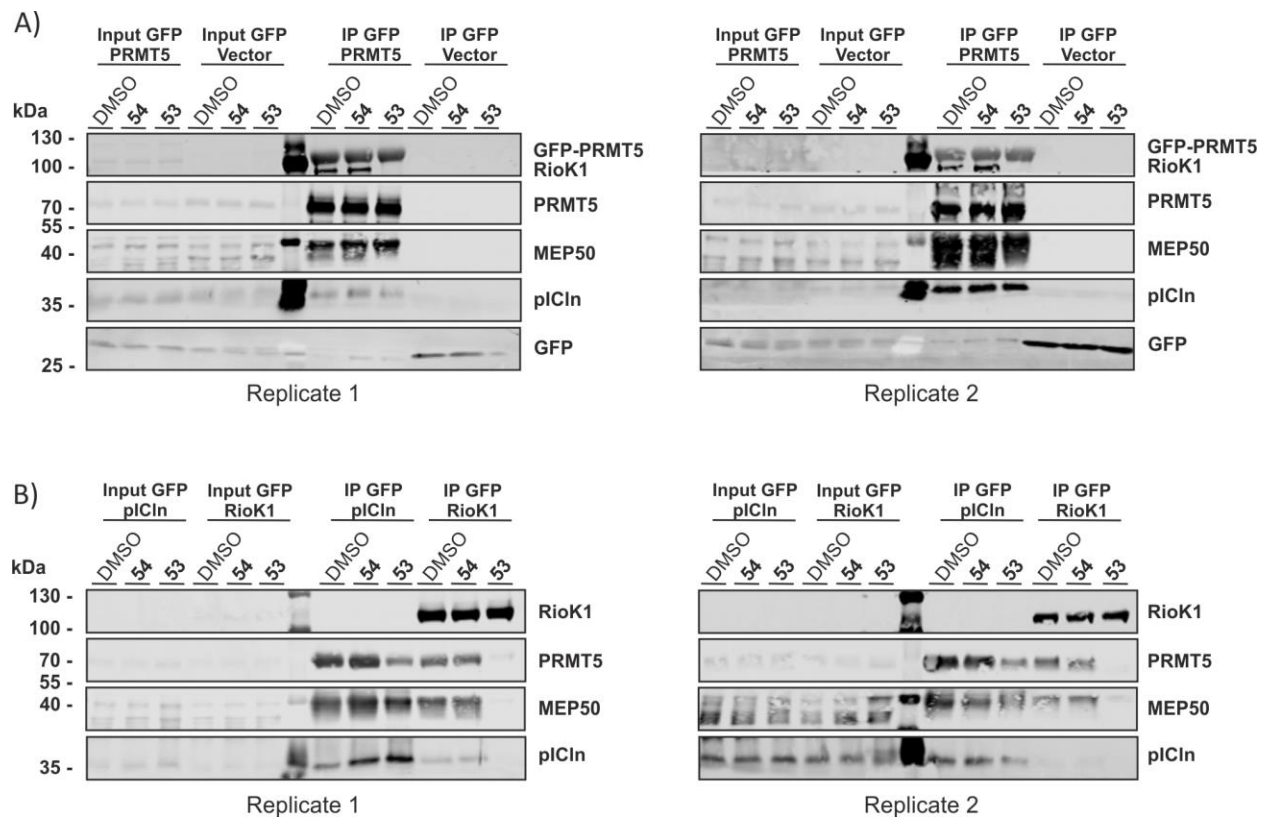 A)
Input GFP PRMT5
Input GFP Vector
IP GFP PRMT5
IP GFP Vector
Input GFP PRMT5
Input GFP Vector
IP GFP PRMT5
IP GFP Vector
kDa
DMSO 54 53 DMSO 54 53 DMSO 54 53 DMSO 54 53
DMSO 54 53 DMSO 54 53 DMSO 54 53 DMSO 54 53
130 -
100 -
GFP-PRMT5
RioK1
GFP-PRMT5
RioK1
70 -
55 -
PRMT5
PRMT5
40 -
MEP50
MEP50
35 -
pICln
pICln
25 -
GFP
GFP
Replicate 1
Replicate 2
B)
Input GFP pICln
Input GFP RioK1
IP GFP pICln
IP GFP RioK1
Input GFP pICln
Input GFP RioK1
IP GFP pICln
IP GFP RioK1
kDa
DMSO 54 53 DMSO 54 53 DMSO 54 53 DMSO 54 53
DMSO 54 53 DMSO 54 53 DMSO 54 53 DMSO 54 53
130 -
100 -
RioK1
RioK1
70 -
55 -
PRMT5
PRMT5
40 -
MEP50
MEP50
35 -
pICln
pICln
Replicate 1
Replicate 2